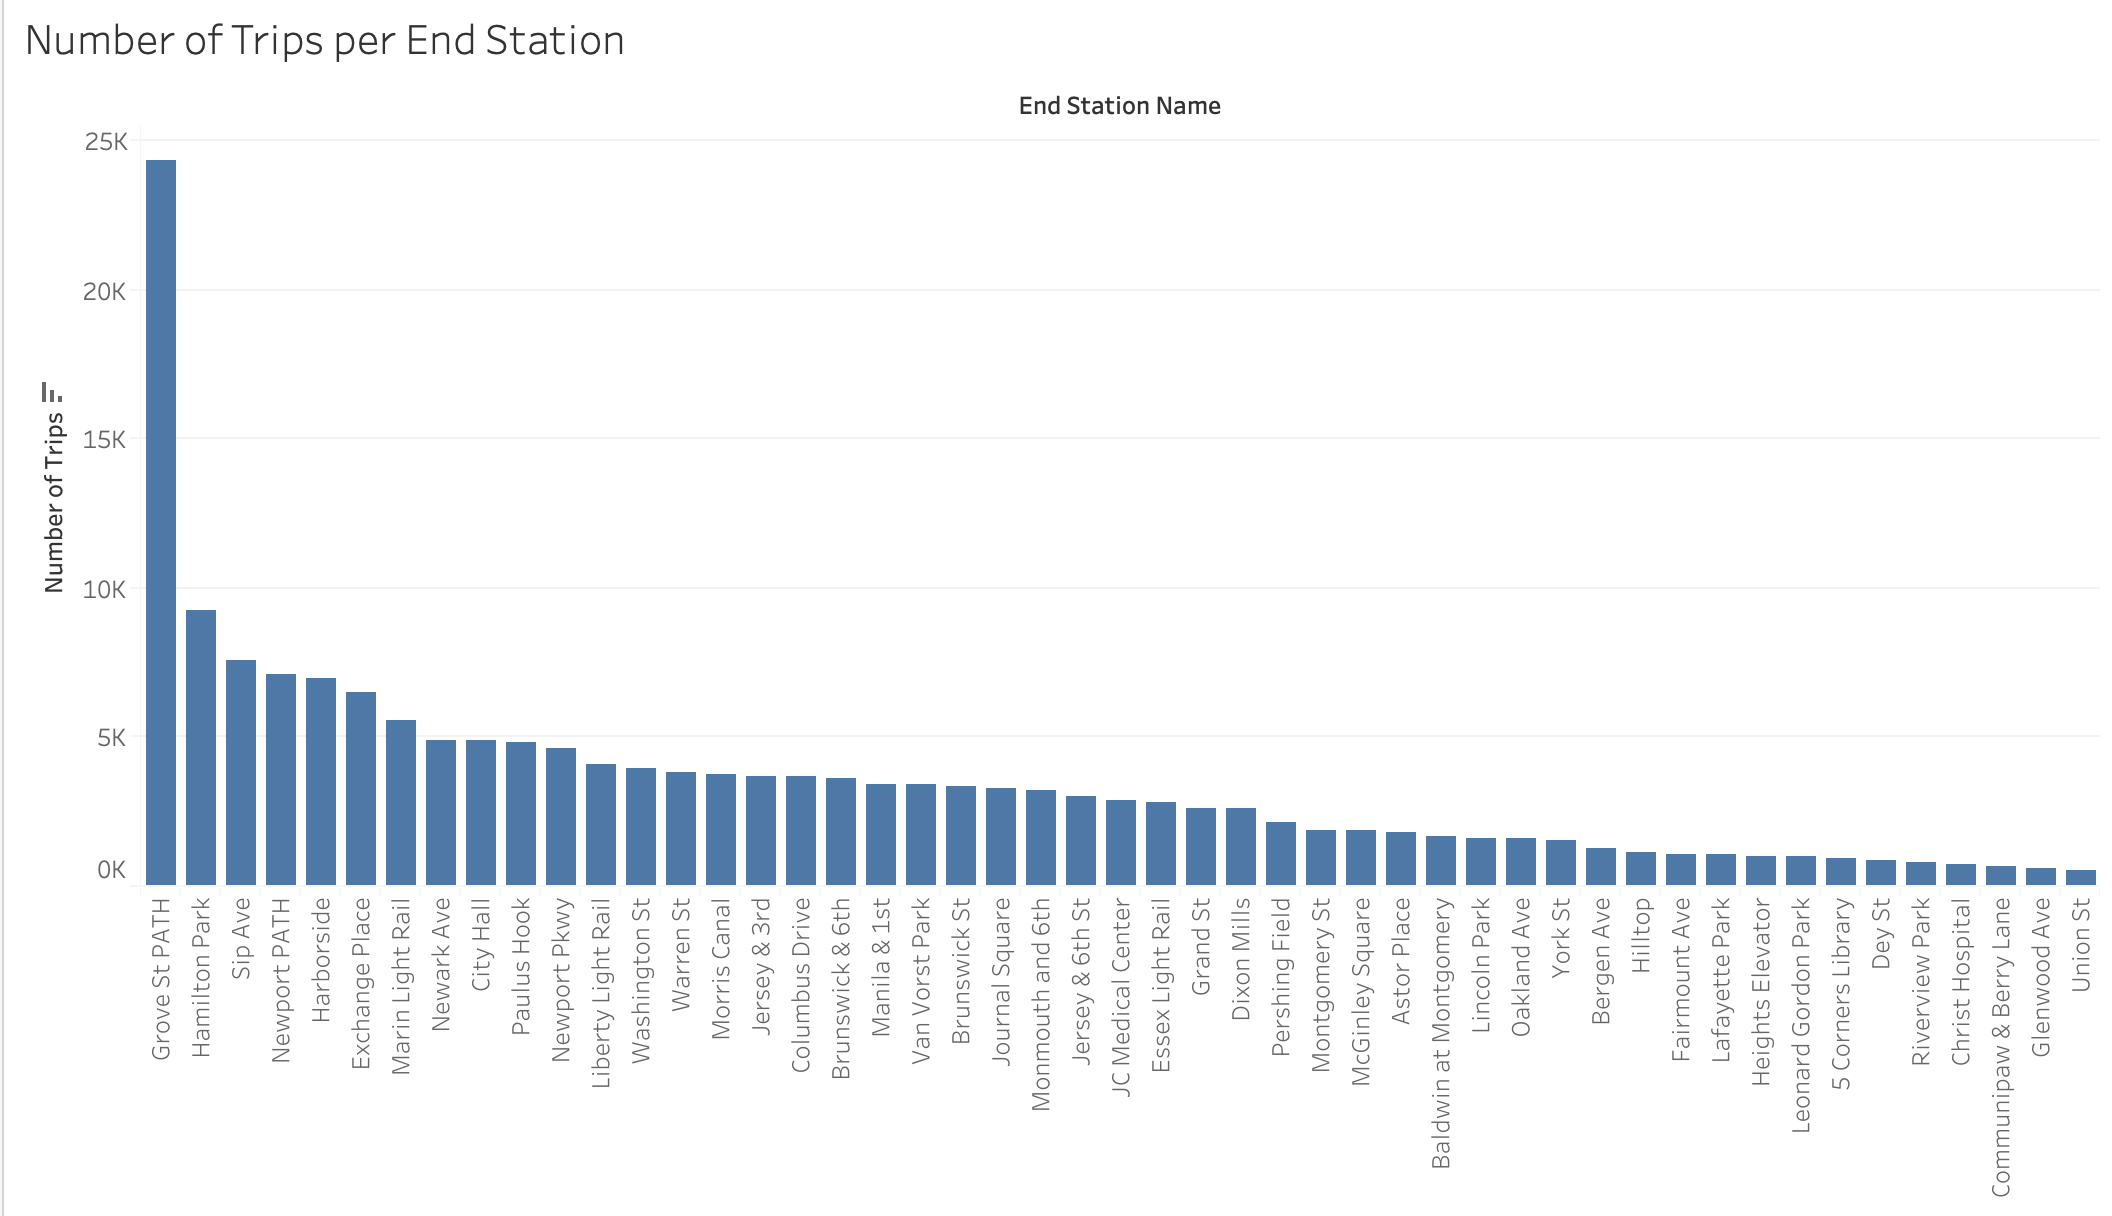 Number of Trips per End Station
End Station Name
25K
20K
15K
10K
5K
0K
Number of Trips
Grove St PATH
Hamilton Park
Sip Ave
Newport PATH
Harborside
Exchange Place
Marin Light Rail
Newark Ave
City Hall
Paulus Hook
Newport Pkwy
Liberty Light Rail
Washington St
Warren St
Morris Canal
Jersey & 3rd
Columbus Drive
Brunswick & 6th
Manila & 1st
Van Vorst Park
Brunswick St
Journal Square
Monmouth and 6th
Jersey & 6th St
JC Medical Center
Essex Light Rail
Grand St
Dixon Mills
Pershing Field
Montgomery St
McGinley Square
Astor Place
Baldwin at Montgomery
Lincoln Park
Oakland Ave
York St
Bergen Ave
Hilltop
Fairmount Ave
Lafayette Park
Heights Elevator
Leonard Gordon Park
5 Corners Library
Dey St
Riverview Park
Christ Hospital
Communipaw & Berry Lane
Glenwood Ave
Union St